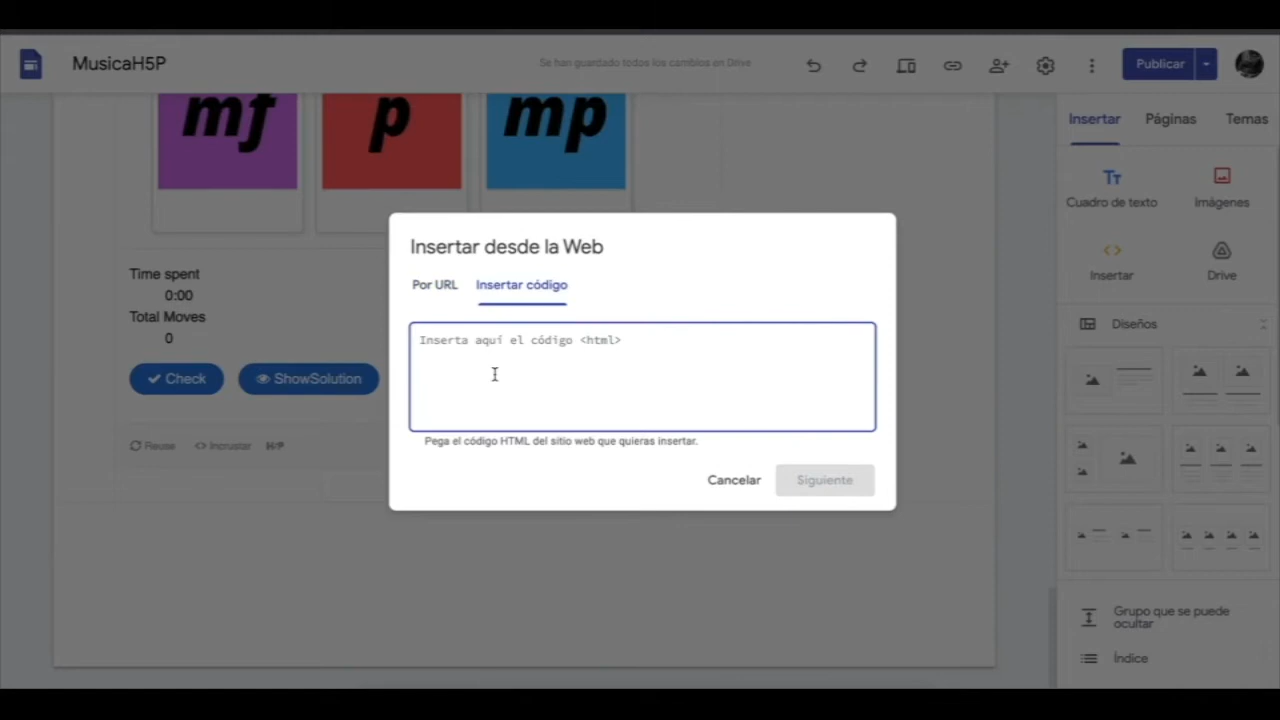 MusicaH5P
Se han guardado todos los cambios en Drive
Publicar
Insertar
Páginas
Temas
mf
p
mp
Cuadro de texto
Imágenes
Insertar
Drive
Diseños
Insertar desde la Web
Por URL
Insertar código
Inserta aquí el código <html>
Pega el código HTML del sitio web que quieras insertar.
Cancelar
Siguiente
Time spent
0:00
Total Moves
0
Check
ShowSolution
Reuse
<> Incrustar
H5P
Grupo que se puede
ocultar
Índice